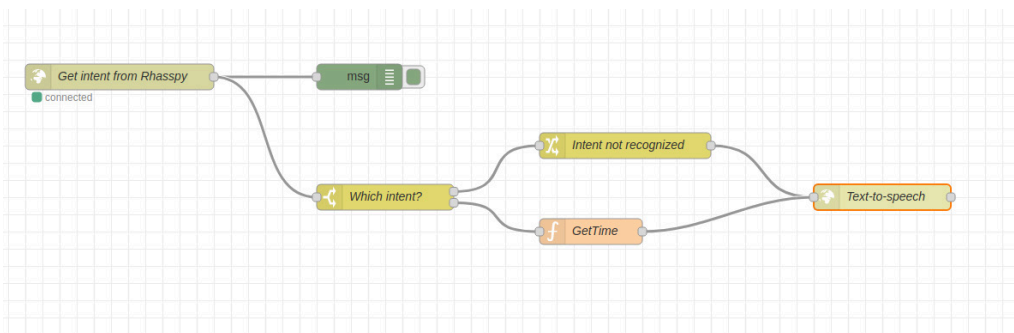 Get intent from Rhasspy
msg
connected
Intent not recognized
Which intent?
Text-to-speech
GetTime